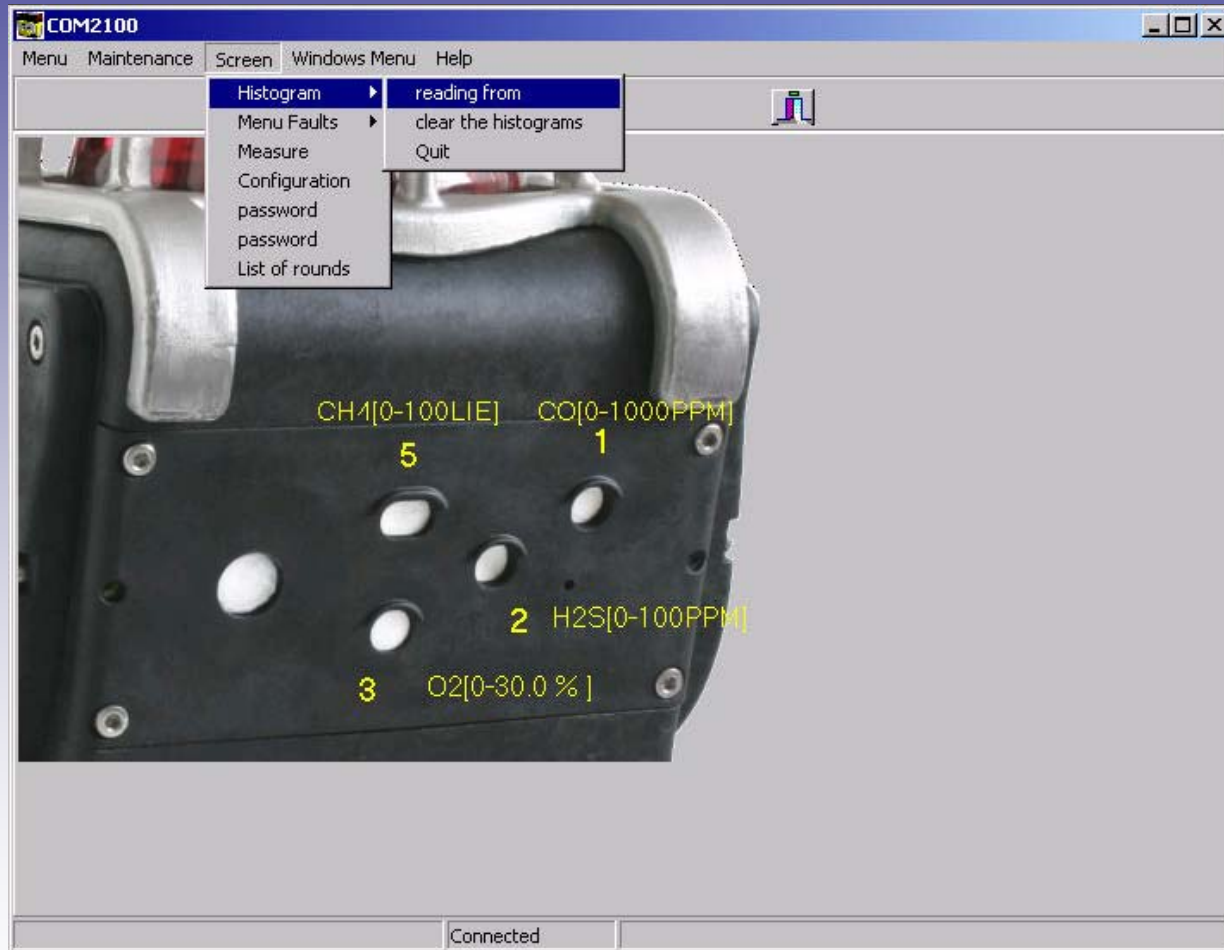 COM2100
Menu Maintenance Screen Windows Menu Help
Histogram
Menu Faults
Measure
Configuration
password
password
List of rounds
reading from
clear the histograms
Quit
CH4[0-100LIE] CO[0-1000PPM]
5 1
2 H2S[0-100PPM]
3 O2[0-30.0 % ]
Connected